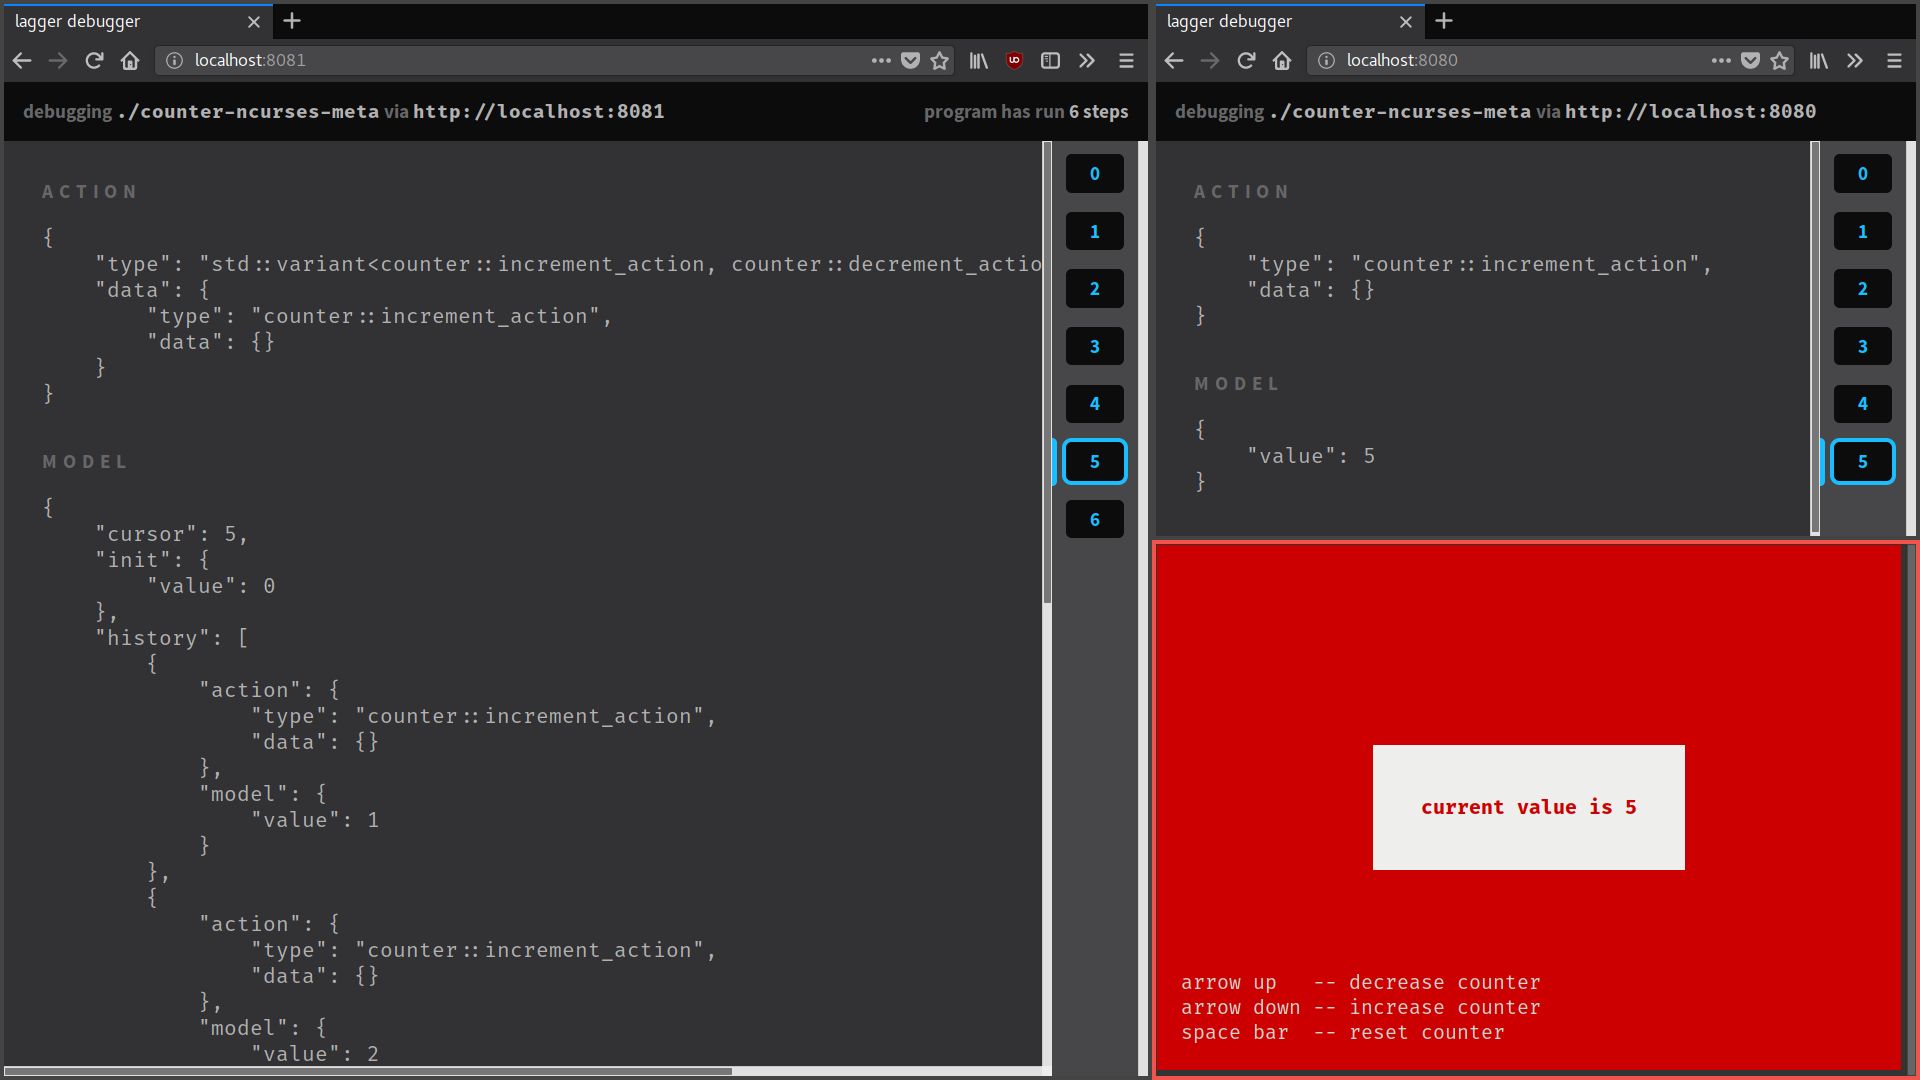 lagger debugger
localhost:8081
debugging ./counter-ncurses-meta via http://localhost:8081
program has run 6 steps
ACTION
{
    "type": "std::variant<counter::increment_action, counter::decrement_actio
    "data": {
        "type": "counter::increment_action",
        "data": {}
    }
}
MODEL
{
    "cursor": 5,
    "init": {
        "value": 0
    },
    "history": [
        {
            "action": {
                "type": "counter::increment_action",
                "data": {}
            },
            "model": {
                "value": 1
            }
        },
        {
            "action": {
                "type": "counter::increment_action",
                "data": {}
            },
            "model": {
                "value": 2
0
1
2
3
4
5
6
lagger debugger
localhost:8080
debugging ./counter-ncurses-meta via http://localhost:8080
ACTION
{
    "type": "counter::increment_action",
    "data": {}
}
MODEL
{
    "value": 5
}
0
1
2
3
4
5
current value is 5
arrow up   -- decrease counter
arrow down -- increase counter
space bar  -- reset counter